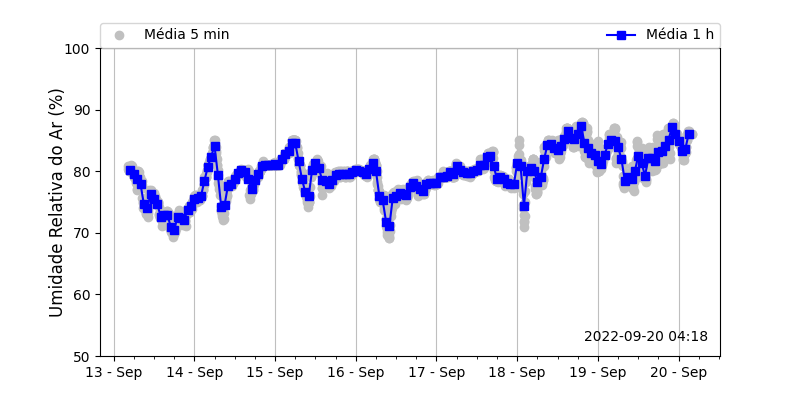 Média 5 min
Média 1 h
Umidade Relativa do Ar (%)
100
90
80
70
60
50
2022-09-20 04:18
13 - Sep
14 - Sep
15 - Sep
16 - Sep
17 - Sep
18 - Sep
19 - Sep
20 - Sep